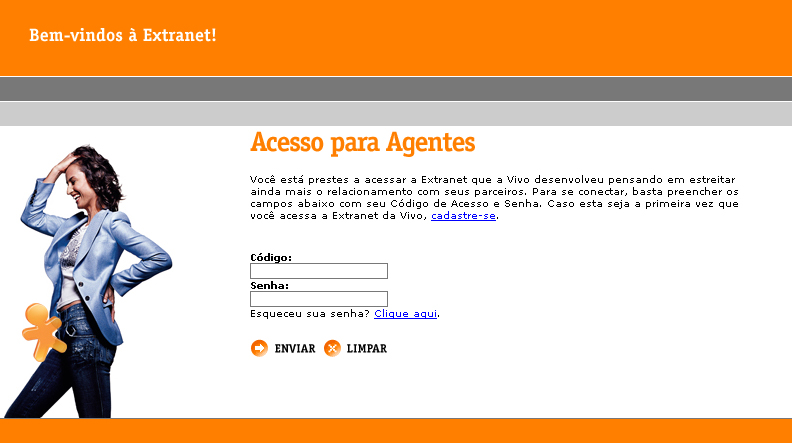 Bem-vindos à Extranet!
Acesso para Agentes
Você está prestes a acessar a Extranet que a Vivo desenvolveu pensando em estreitar
ainda mais o relacionamento com seus parceiros. Para se conectar, basta preencher os
campos abaixo com seu Código de Acesso e Senha. Caso esta seja a primeira vez que
você acessa a Extranet da Vivo, cadastre-se.
Código:
Senha:
Esqueceu sua senha? Clique aqui.
ENVIAR LIMPAR